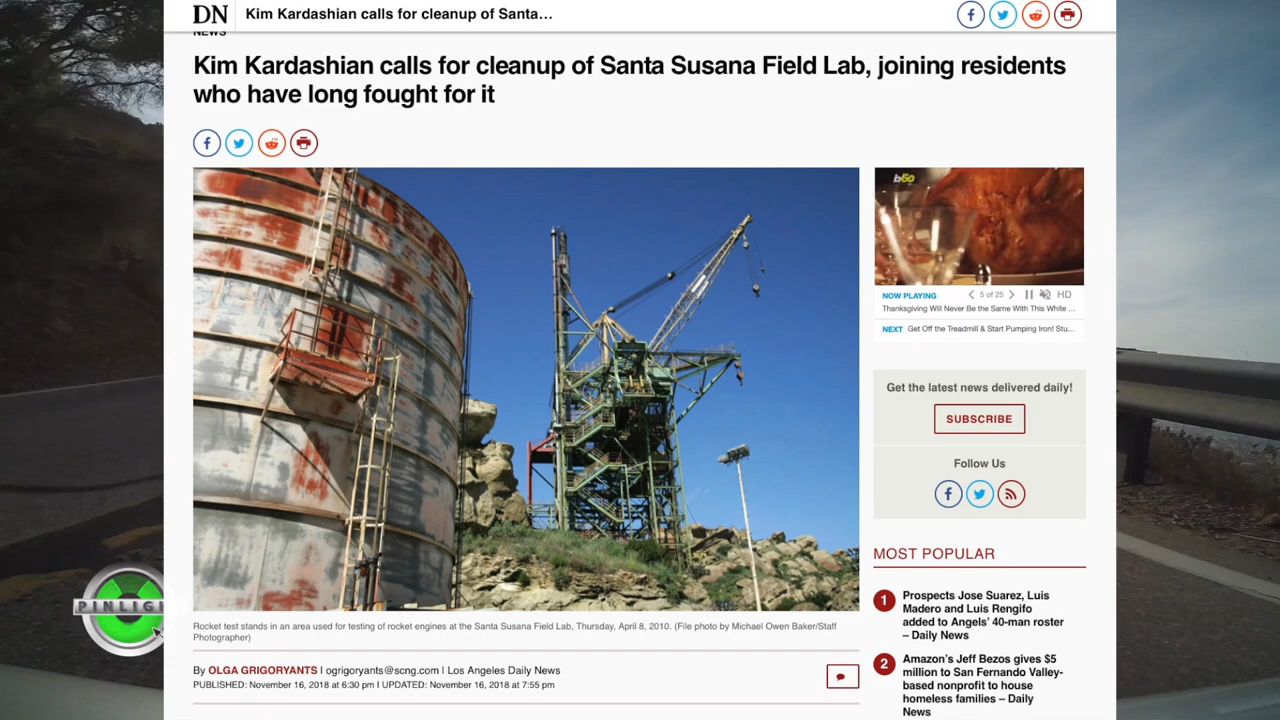 DN
Kim Kardashian calls for cleanup of Santa…
NEWS
Kim Kardashian calls for cleanup of Santa Susana Field Lab, joining residents
who have long fought for it
b60
NOW PLAYING
5 of 25
HD
Thanksgiving Will Never Be the Same With This White ...
NEXT Get Off the Treadmill & Start Pumping Iron! Stu...
Get the latest news delivered daily!
SUBSCRIBE
Follow Us
MOST POPULAR
1
Prospects Jose Suarez, Luis
Madero and Luis Rengifo
added to Angels' 40-man roster
– Daily News
2
Amazon's Jeff Bezos gives $5
million to San Fernando Valley-
based nonprofit to house
homeless families – Daily
News
Rocket test stands in an area used for testing of rocket engines at the Santa Susana Field Lab, Thursday, April 8, 2010. (File photo by Michael Owen Baker/Staff
Photographer)
By OLGA GRIGORYANTS | ogrigoryants@scng.com | Los Angeles Daily News
PUBLISHED: November 16, 2018 at 6:30 pm | UPDATED: November 16, 2018 at 7:55 pm